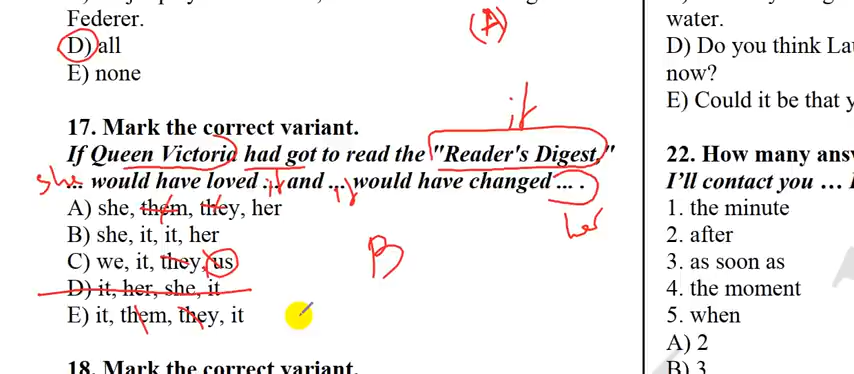 Federer.
D) all
E) none
(A)
it
17. Mark the correct variant.
If Queen Victoria had got to read the "Reader's Digest,"
she
... would have loved ... and ... would have changed ... .
it
it
her
A) she, them, they, her
B) she, it, it, her
C) we, it, they, us
D) it, her, she, it
E) it, them, they, it
B
18. Mark the correct variant.
water.
D) Do you think
now?
E) Could it be that
22. How many
I'll contact you …
1. the minute
2. after
3. as soon as
4. the moment
5. when
A) 2
B) 3